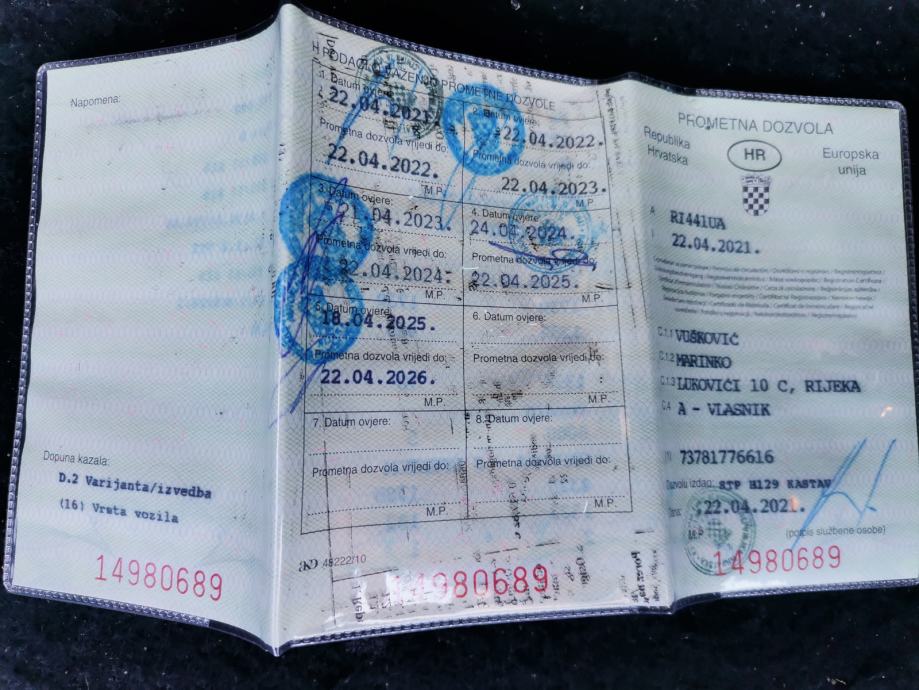 Napomena:
Dopuna kazala:
D.2 Varijanta/izvedba
(16) Vrsta vozila
14980689
H PODACI O VAŽENJU PROMETNE DOZVOLE
1. Datum ovjere:
22.04.2021.
Prometna dozvola vrijedi do:
22.04.2022.
M.P.
2. Datum ovjere:
22.04.2022.
Prometna dozvola vrijedi do:
22.04.2023.
M.P.
3. Datum ovjere:
21.04.2023.
Prometna dozvola vrijedi do:
22.04.2024.
M.P.
4. Datum ovjere:
24.04.2024.
Prometna dozvola vrijedi do:
22.04.2025.
M.P.
5. Datum ovjere:
18.04.2025.
Prometna dozvola vrijedi do:
22.04.2026.
M.P.
6. Datum ovjere:
Prometna dozvola vrijedi do:
M.P.
7. Datum ovjere:
Prometna dozvola vrijedi do:
M.P.
8. Datum ovjere:
Prometna dozvola vrijedi do:
M.P.
AKD 48222/10
14980689
PROMETNA DOZVOLA
Republika
Hrvatska
HR
Europska
unija
A RI441UA
22.04.2021.
C.1.1 VUŠKOVIĆ
C.1.2 MARINKO
C.1.3 LUKOVIĆI 10 C, RIJEKA
C.4 A - VLASNIK
73781776616
Dozvolu izdao: STP H129 KASTAV
22.04.2021.
M.P.
(potpis službene osobe)
14980689